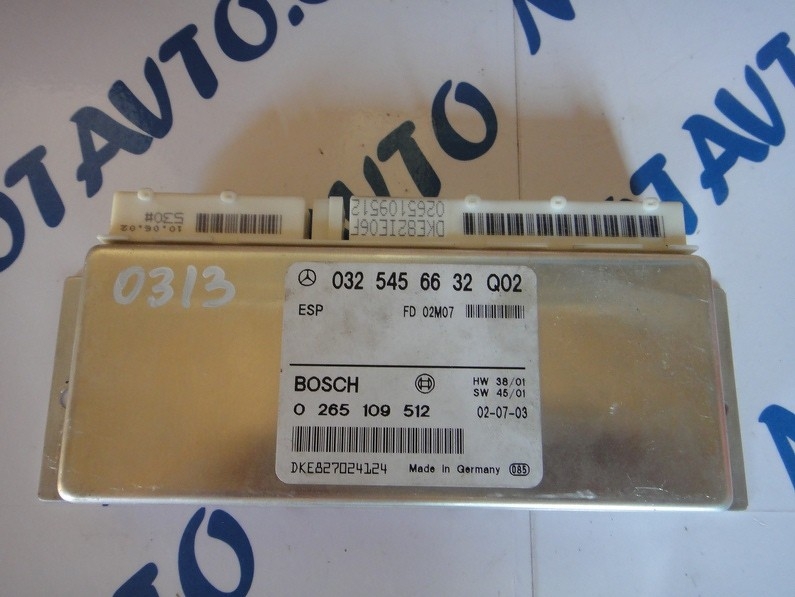 OTAVTO.
AVTO
10.06.02
530#
0265109512
DKE82IE06F
0313
032 545 66 32 Q02
ESP FD 02M07
BOSCH HW 38/01
SW 45/01
0 265 109 512 02-07-03
DKE827024124 Made in Germany 085